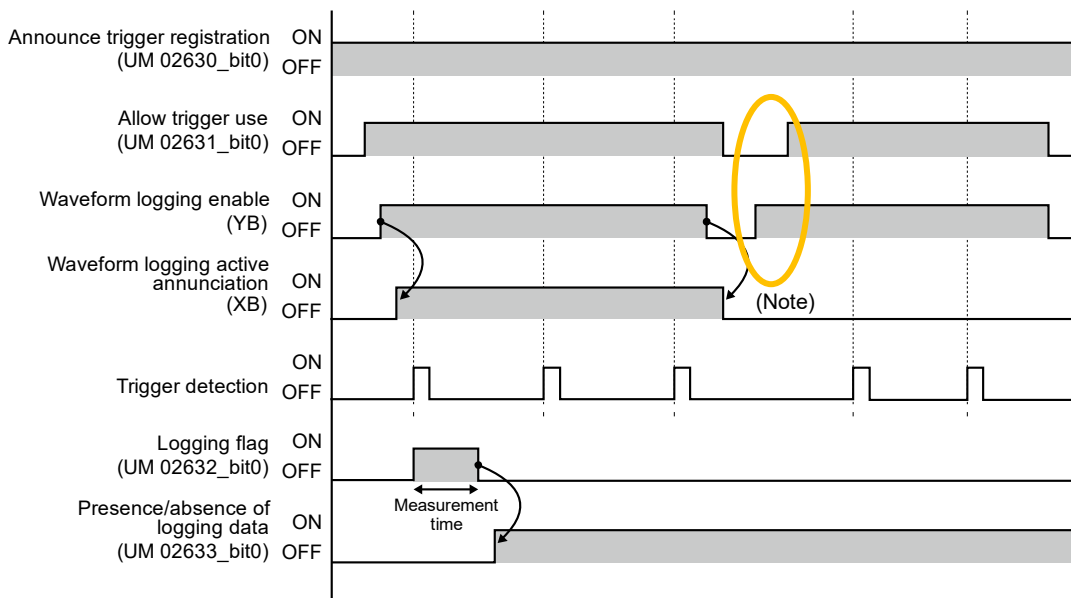 Announce trigger registration
(UM 02630_bit0)
ON
OFF
Allow trigger use
(UM 02631_bit0)
ON
OFF
Waveform logging enable
(YB)
ON
OFF
Waveform logging active
annunciation
(XB)
ON
OFF
(Note)
Trigger detection
ON
OFF
Logging flag
(UM 02632_bit0)
ON
OFF
Measurement
time
Presence/absence of
logging data
(UM 02633_bit0)
ON
OFF